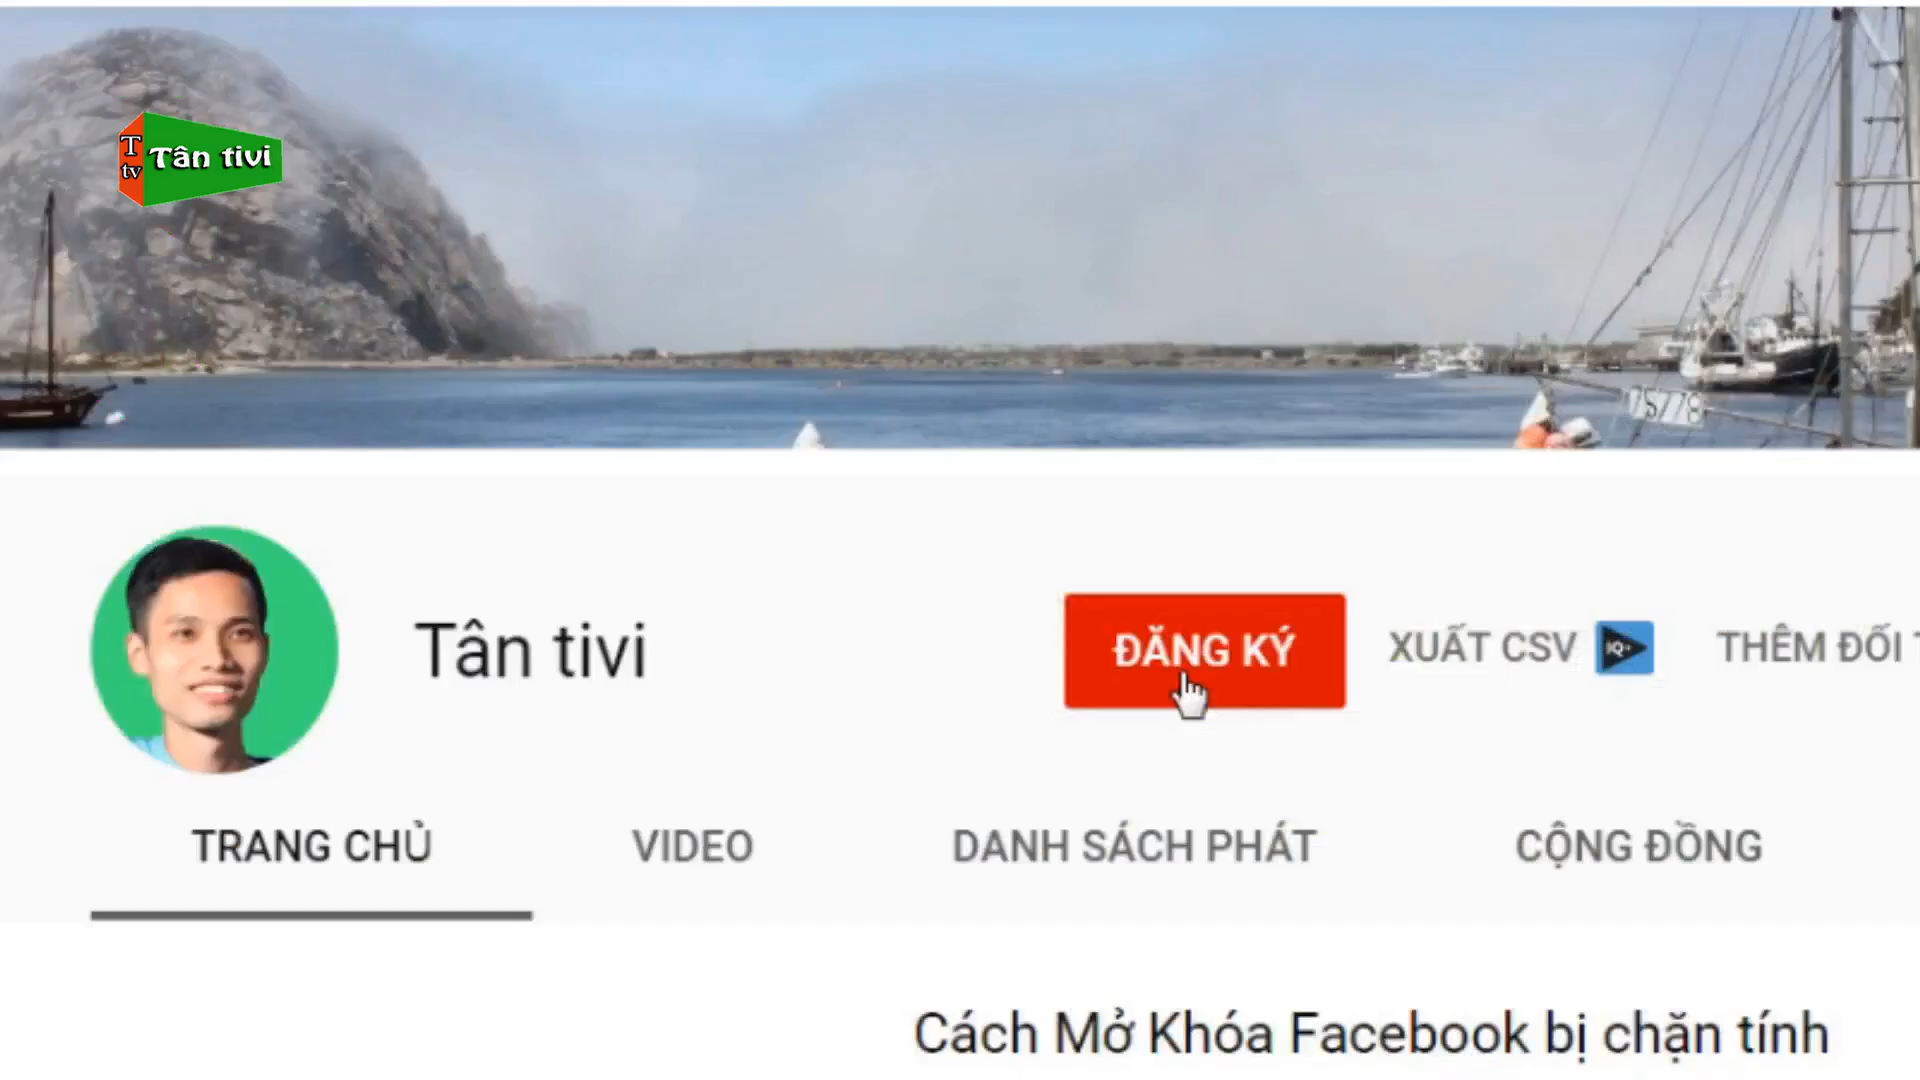 T
tv
Tân tivi
Tân tivi
ĐĂNG KÝ
XUẤT CSV
IQ
THÊM ĐỐI
TRANG CHỦ
VIDEO
DANH SÁCH PHÁT
CỘNG ĐỒNG
Cách Mở Khóa Facebook bị chặn tính